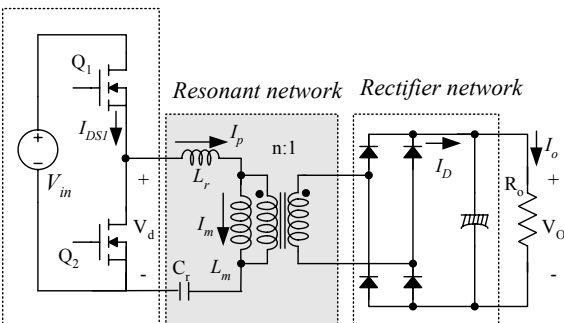 Resonant network
Rectifier network
Q1
IDS1
Vin
+
-
+
Vd
-
Q2
Ip
Lr
n:1
Im
Lm
Cr
ID
Io
Ro
+
VO
-